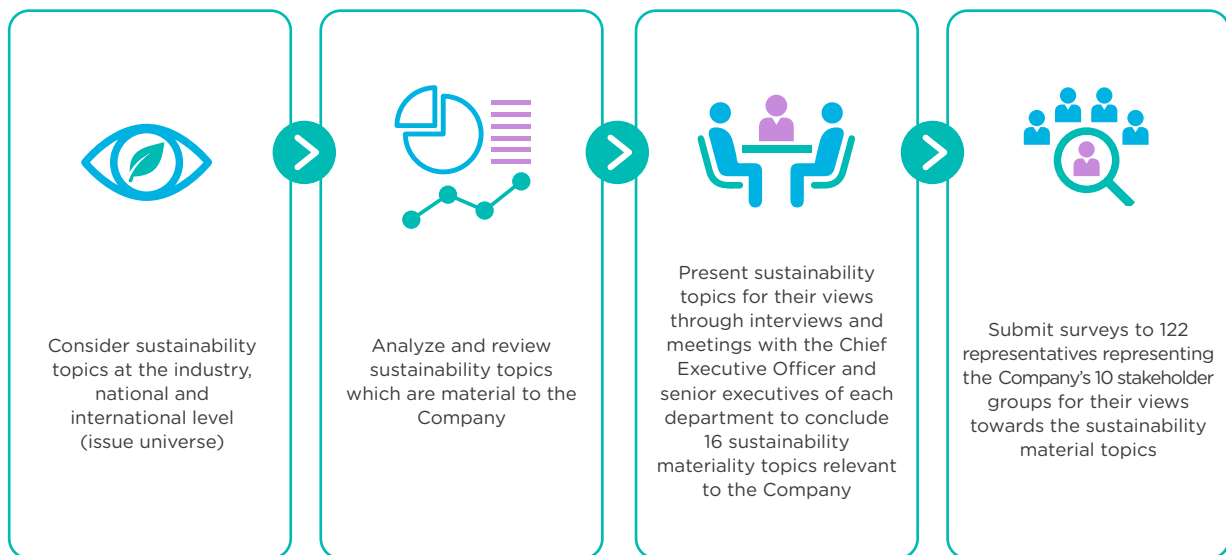 Consider sustainability
topics at the industry,
national and
international level
(issue universe)
Analyze and review
sustainability topics
which are material to the
Company
Present sustainability
topics for their views
through interviews and
meetings with the Chief
Executive Officer and
senior executives of each
department to conclude
16 sustainability
materiality topics relevant
to the Company
Submit surveys to 122
representatives representing
the Company's 10 stakeholder
groups for their views
towards the sustainability
material topics